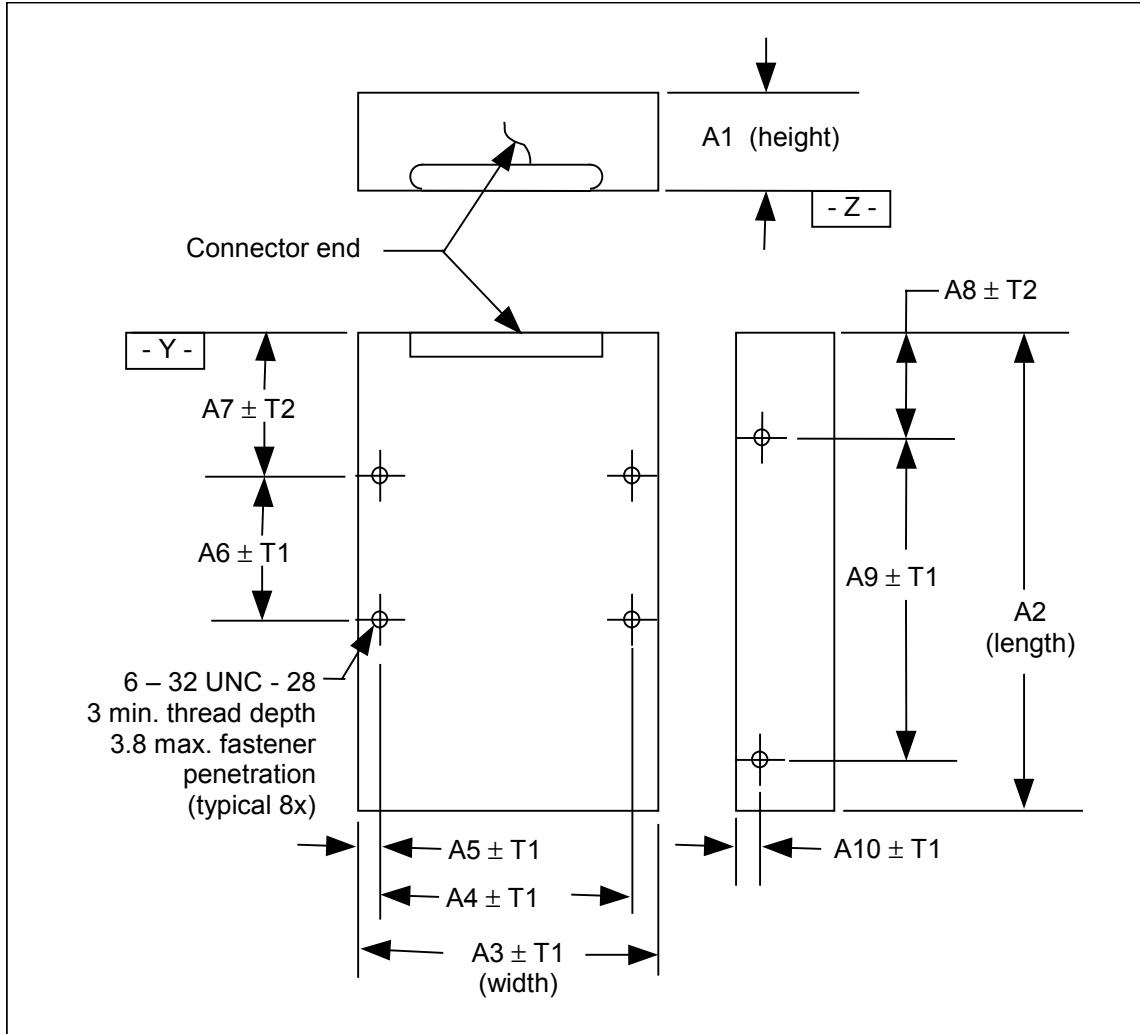 A1 (height)
- Z -
Connector end
A8 ± T2
- Y -
A7 ± T2
A6 ± T1
A9 ± T1
A2
(length)
6 – 32 UNC - 28
3 min. thread depth
3.8 max. fastener
penetration
(typical 8x)
A5 ± T1
A10 ± T1
A4 ± T1
A3 ± T1
(width)